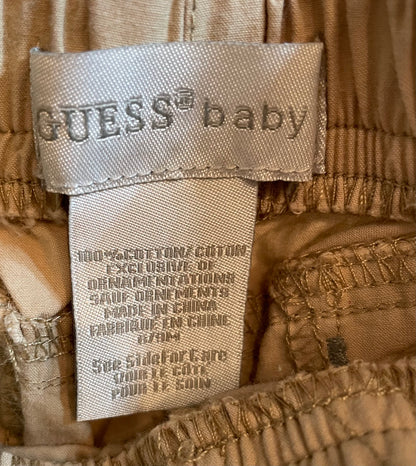 GUESS baby
100% COTTON/COTON
EXCLUSIVE OF
ORNAMENTATIONS
SAUF ORNEMENTS
MADE IN CHINA
FABRIQUE EN CHINE
6/9M
See Side For Care
VOIR LE CÔTÉ
POUR LE SOIN